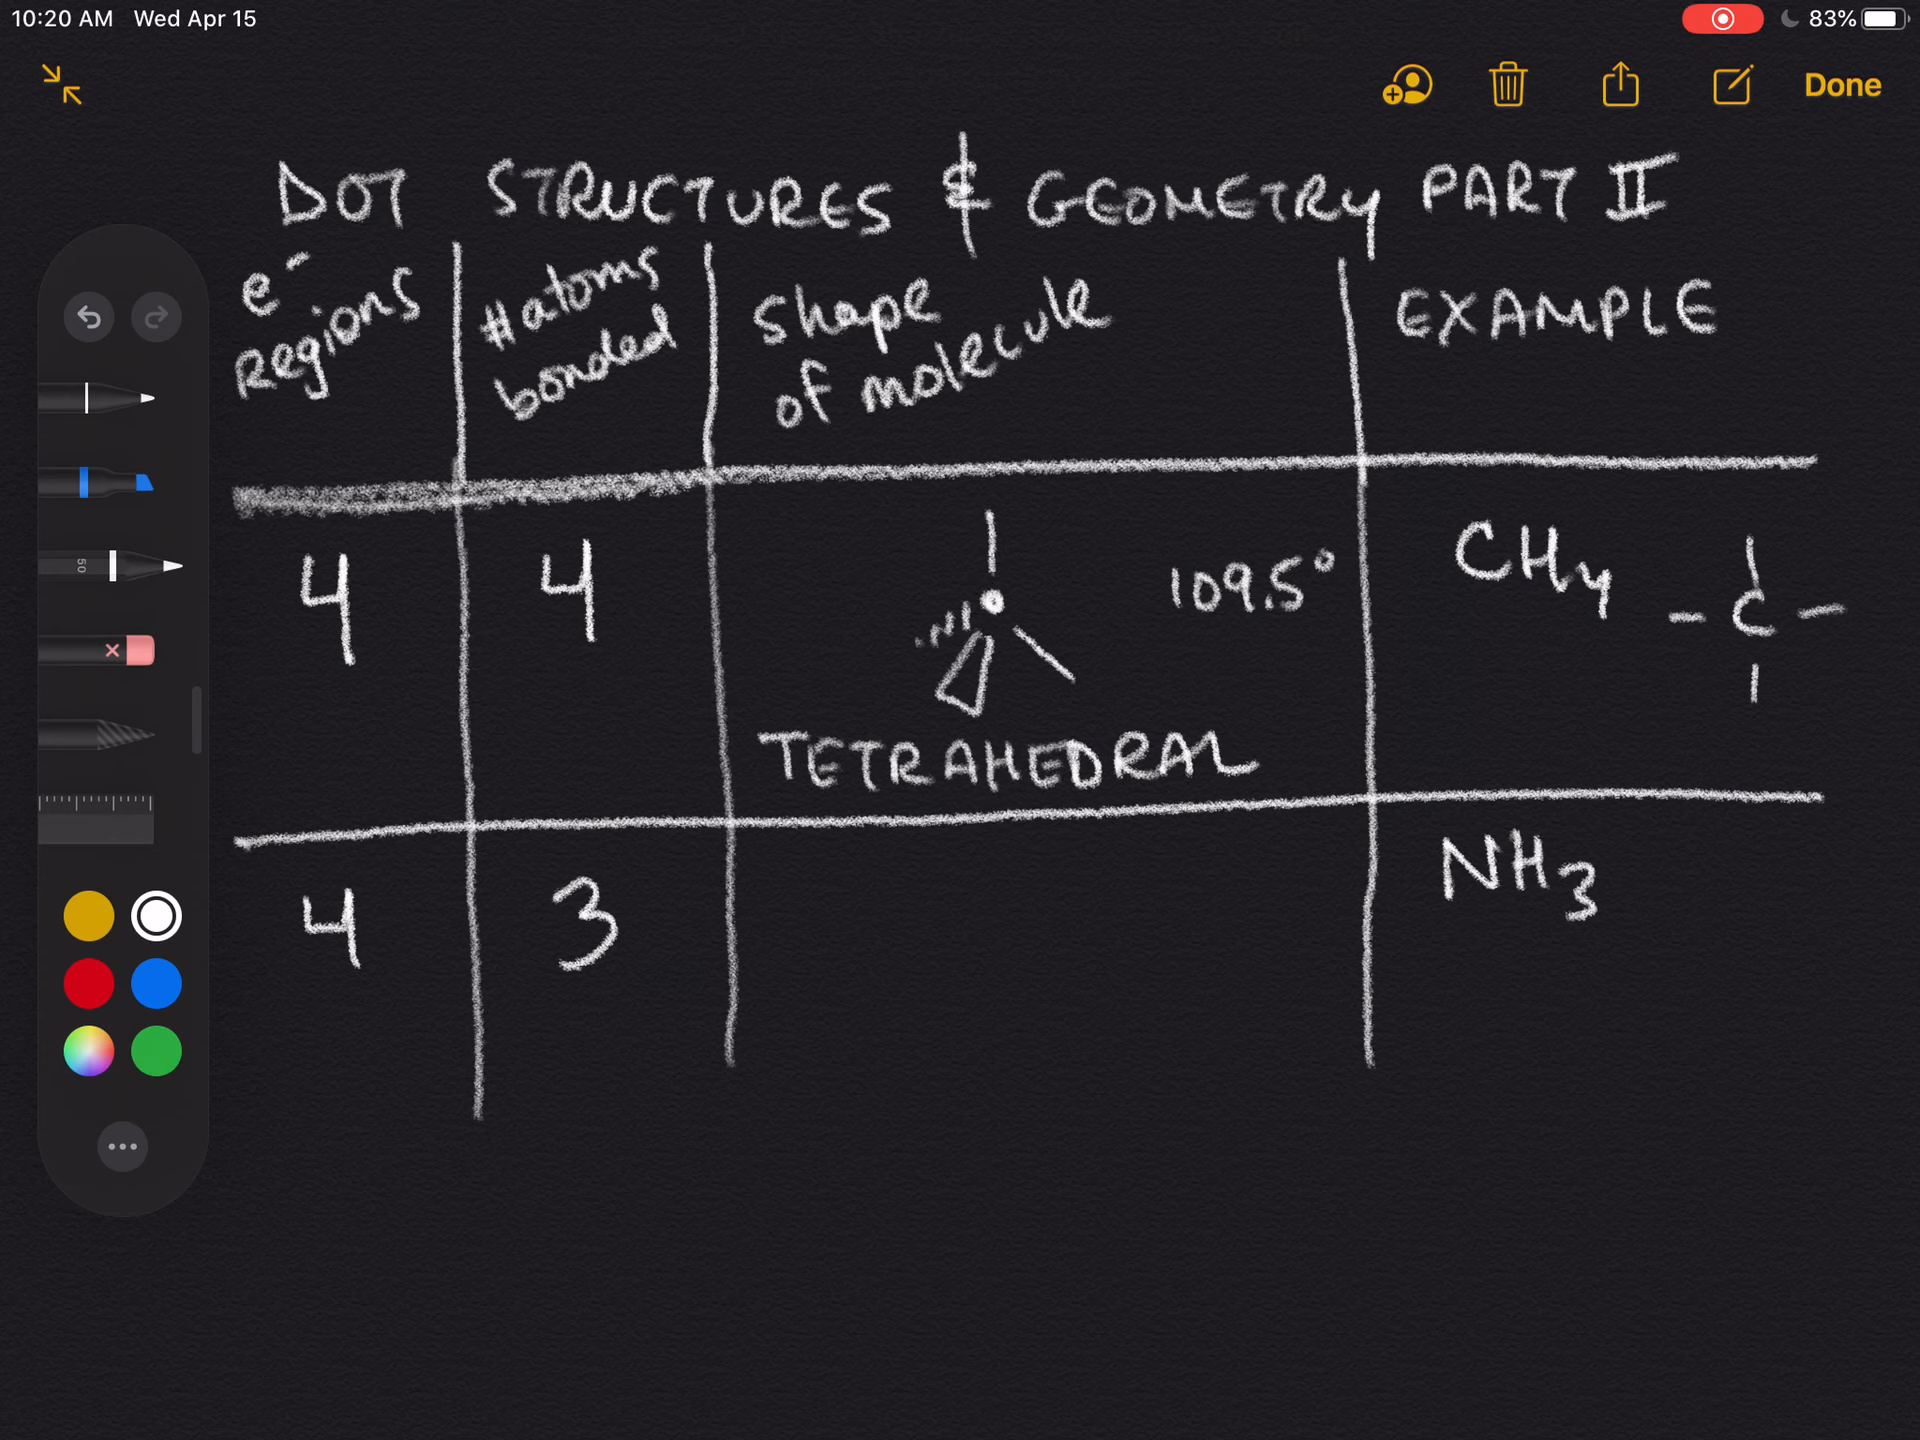 10:20 AM Wed Apr 15
83%
Done
DOT STRUCTURES & GEOMETRY PART II
e⁻ Regions
#atoms bonded
shape of molecule
EXAMPLE
50
4
4
109.5°
TETRAHEDRAL
CH₄
C
4
3
NH₃